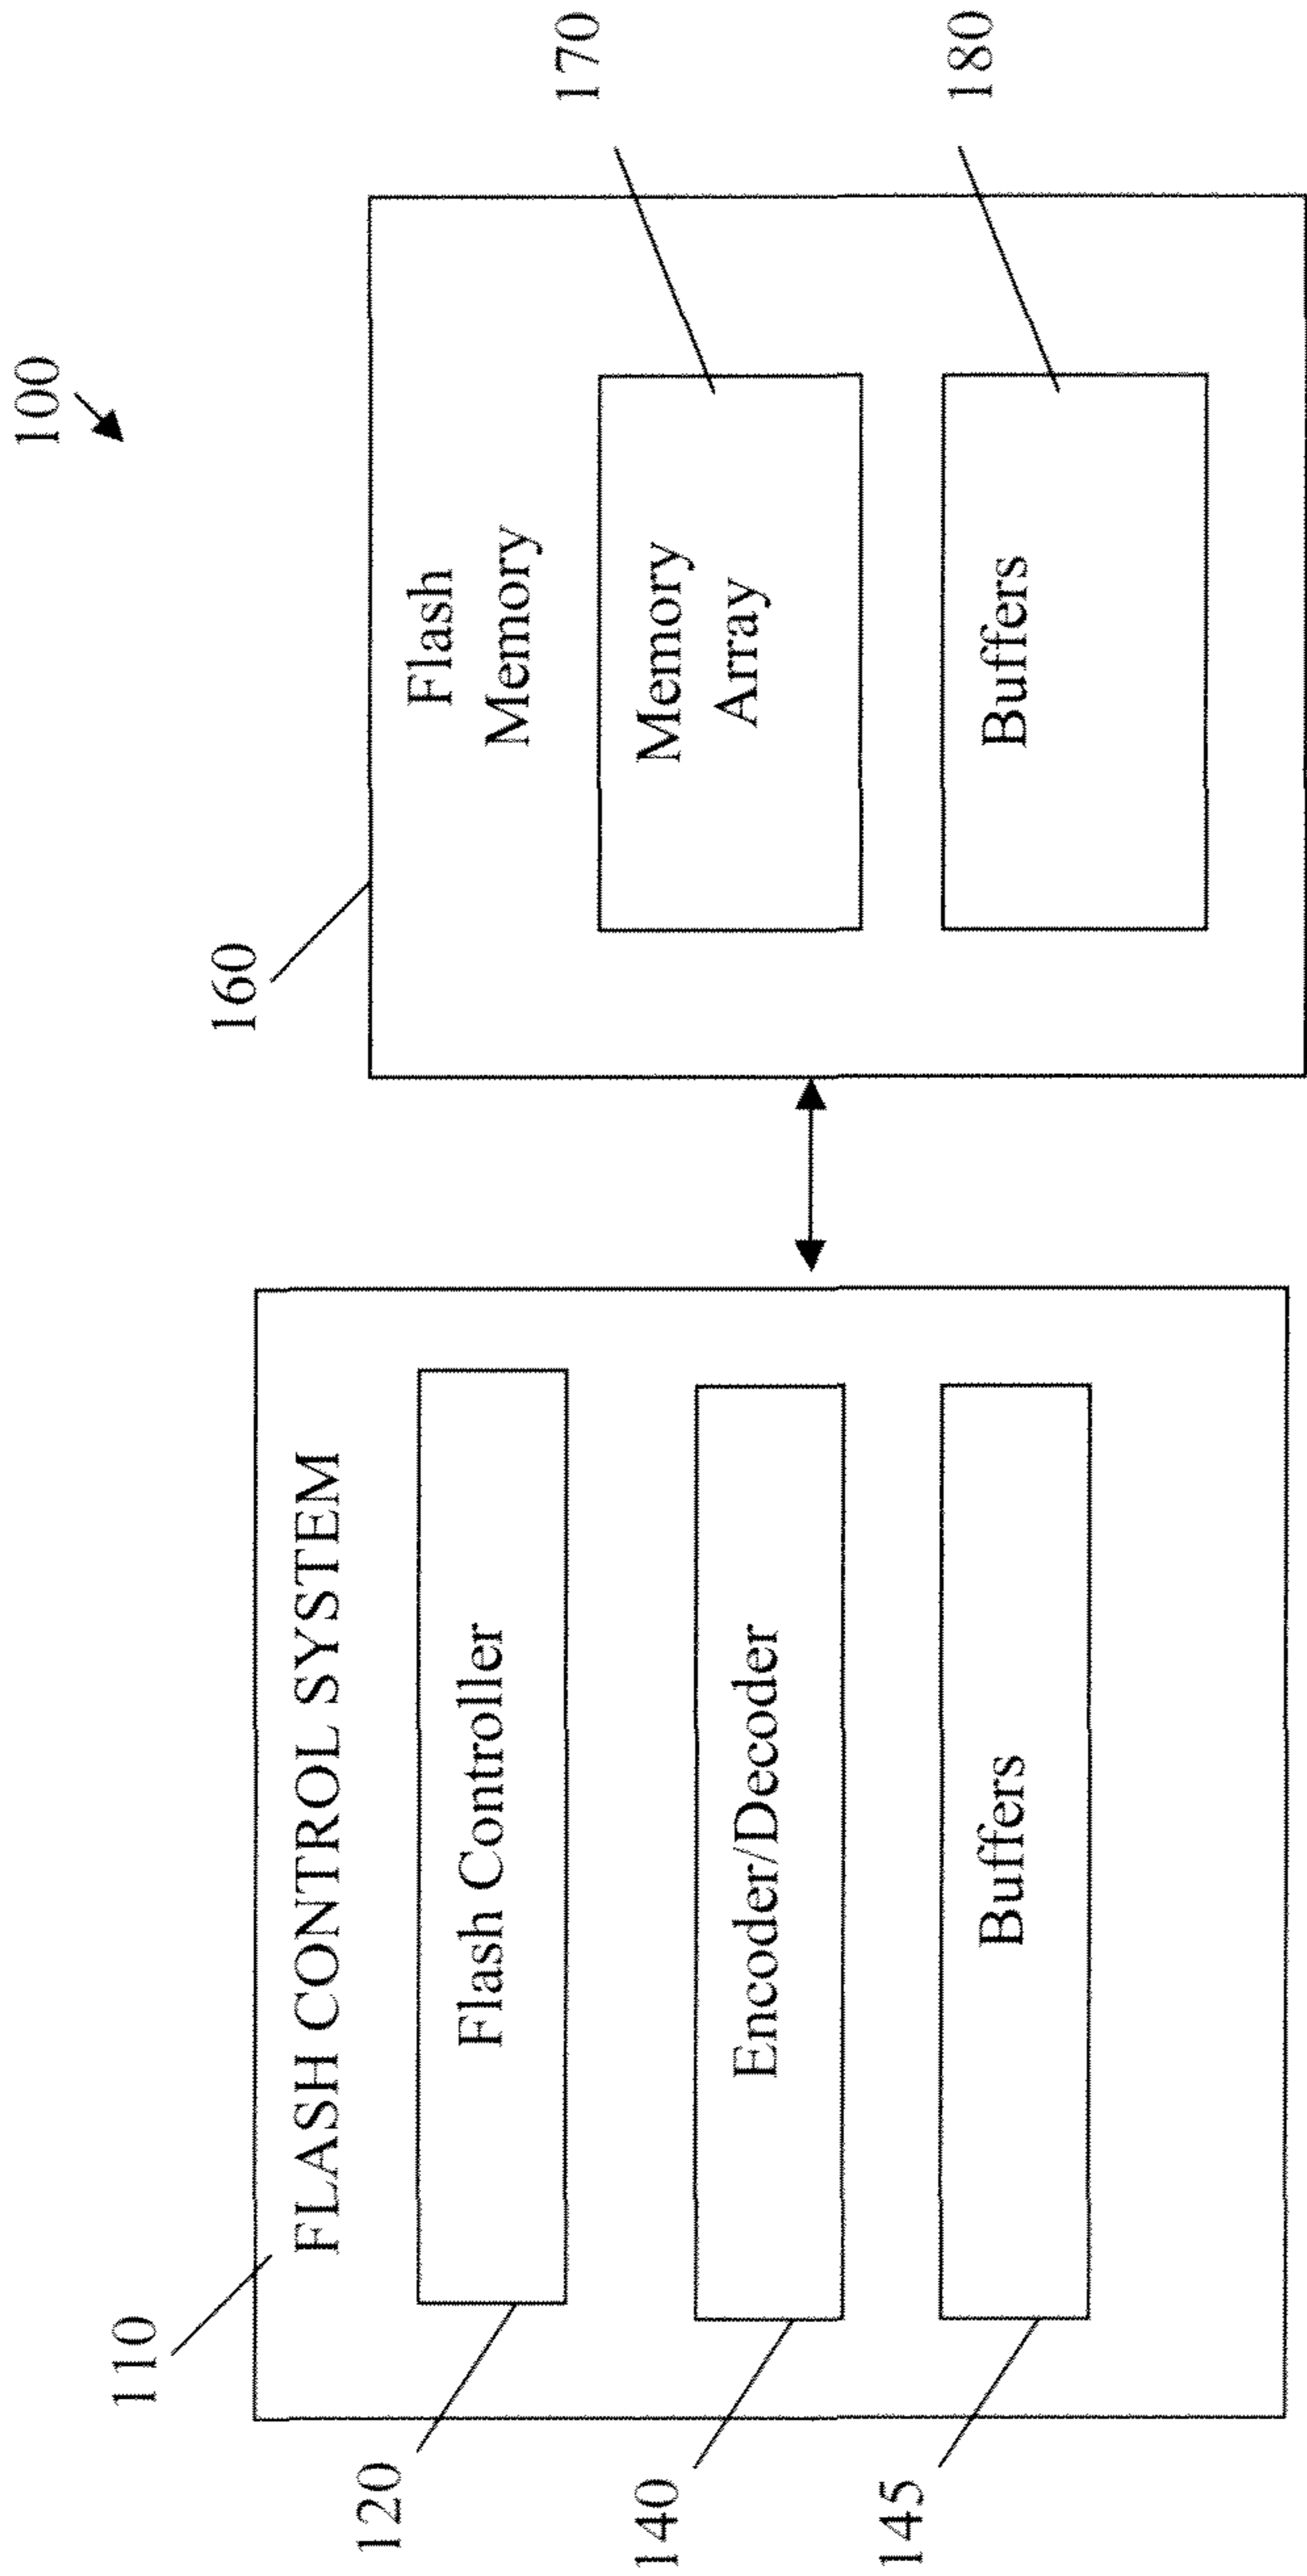 100
110
FLASH CONTROL SYSTEM
120
Flash Controller
140
Encoder/Decoder
145
Buffers
160
Flash
Memory
170
Memory
Array
180
Buffers